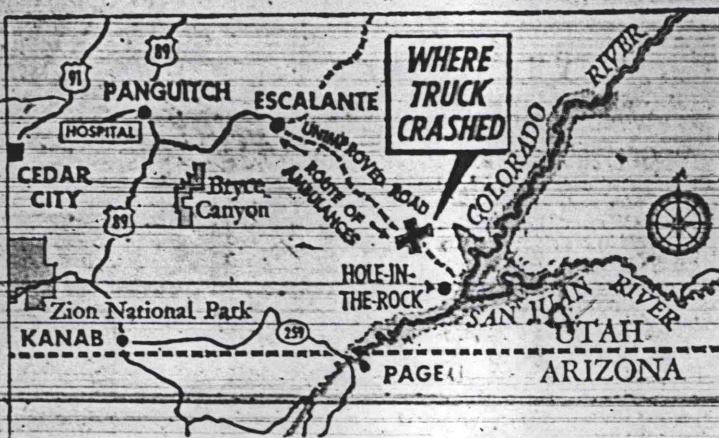 91
89
PANGUITCH
HOSPITAL
ESCALANTE
WHERE
TRUCK
CRASHED
COLORADO RIVER
UNIMPROVED ROAD
ROUTE OF
AMBULANCES
CEDAR
CITY
89
Bryce
Canyon
HOLE-IN-
THE-ROCK
SAN JUAN RIVER
Zion National Park
KANAB
259
UTAH
PAGE
ARIZONA